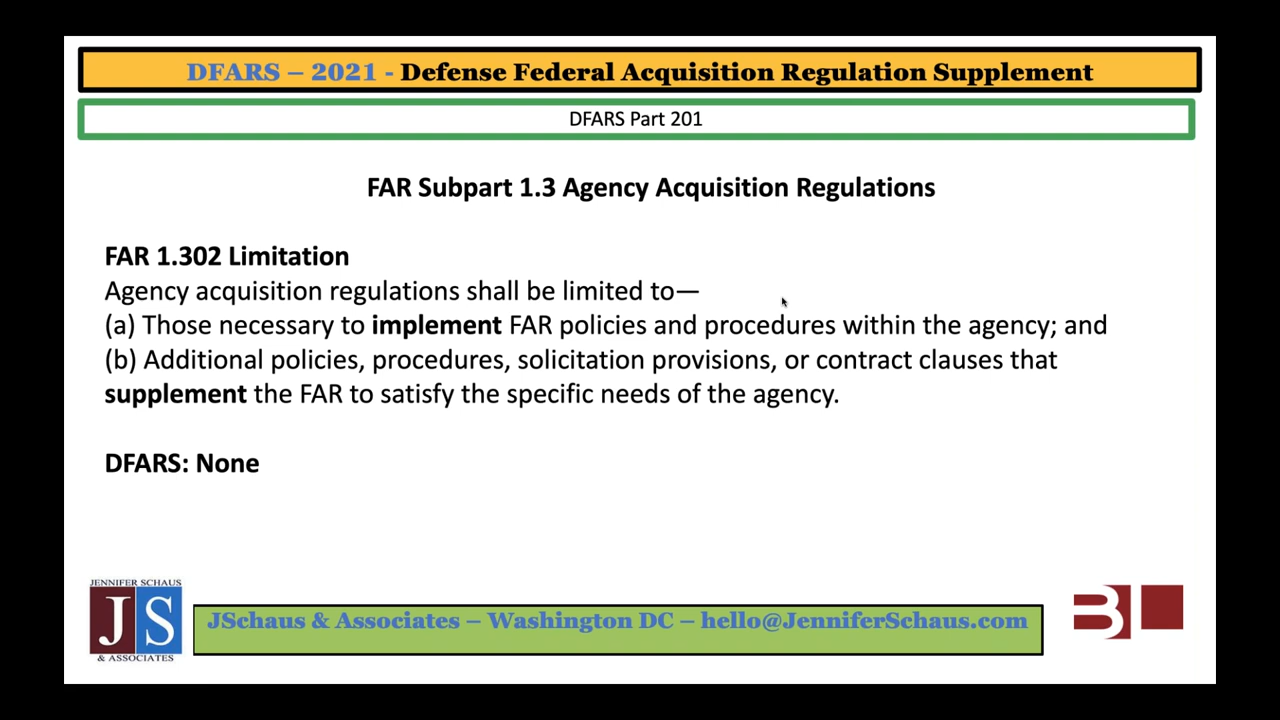 DFARS – 2021 - Defense Federal Acquisition Regulation Supplement
DFARS Part 201
FAR Subpart 1.3 Agency Acquisition Regulations
FAR 1.302 Limitation
Agency acquisition regulations shall be limited to—
(a) Those necessary to implement FAR policies and procedures within the agency; and
(b) Additional policies, procedures, solicitation provisions, or contract clauses that
supplement the FAR to satisfy the specific needs of the agency.
DFARS: None
JENNIFER SCHAUS
JS
& ASSOCIATES
JSchaus & Associates – Washington DC – hello@JenniferSchaus.com
B